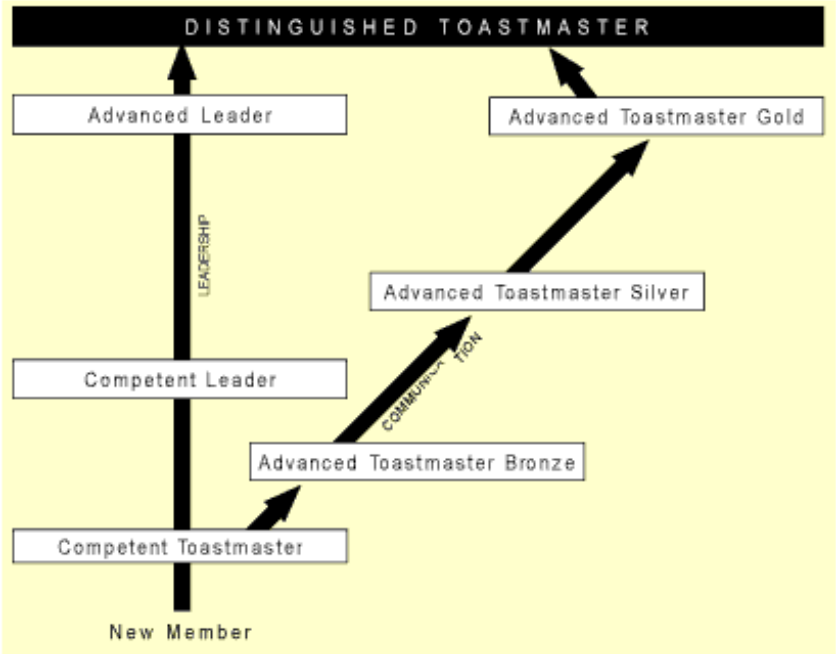 DISTINGUISHED TOASTMASTER
Advanced Leader
Advanced Toastmaster Gold
LEADERSHIP
Advanced Toastmaster Silver
Competent Leader
COMMUNICATION
Advanced Toastmaster Bronze
Competent Toastmaster
New Member